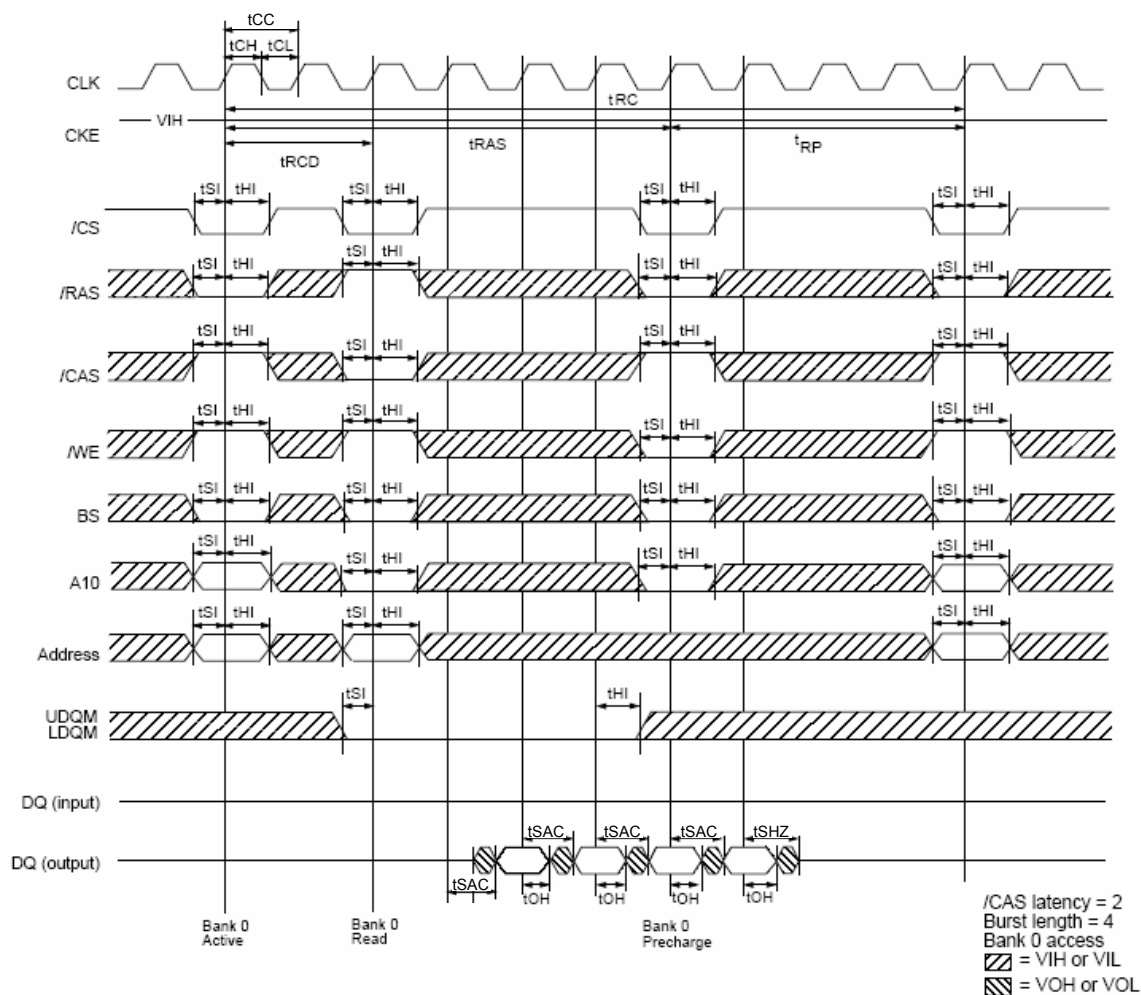 tCC
tCH tCL
CLK
tRC
VIH
CKE
tRAS
tRP
tRCD
tSI tHI tSI tHI tSI tHI tSI tHI
/CS
tSI tHI tSI tHI tSI tHI tSI tHI
/RAS
tSI tHI tSI tHI tSI tHI tSI tHI
/CAS
tSI tHI tSI tHI tSI tHI tSI tHI
/WE
tSI tHI tSI tHI tSI tHI tSI tHI
BS
tSI tHI tSI tHI tSI tHI tSI tHI
A10
tSI tHI tSI tHI tSI tHI
Address
tSI tHI
UDQM
LDQM
DQ (input)
tSAC tSAC tSAC tSHZ
DQ (output)
tSAC tOH tOH tOH tOH
Bank 0
Active
Bank 0
Read
Bank 0
Precharge
/CAS latency = 2
Burst length = 4
Bank 0 access
= VIH or VIL
= VOH or VOL